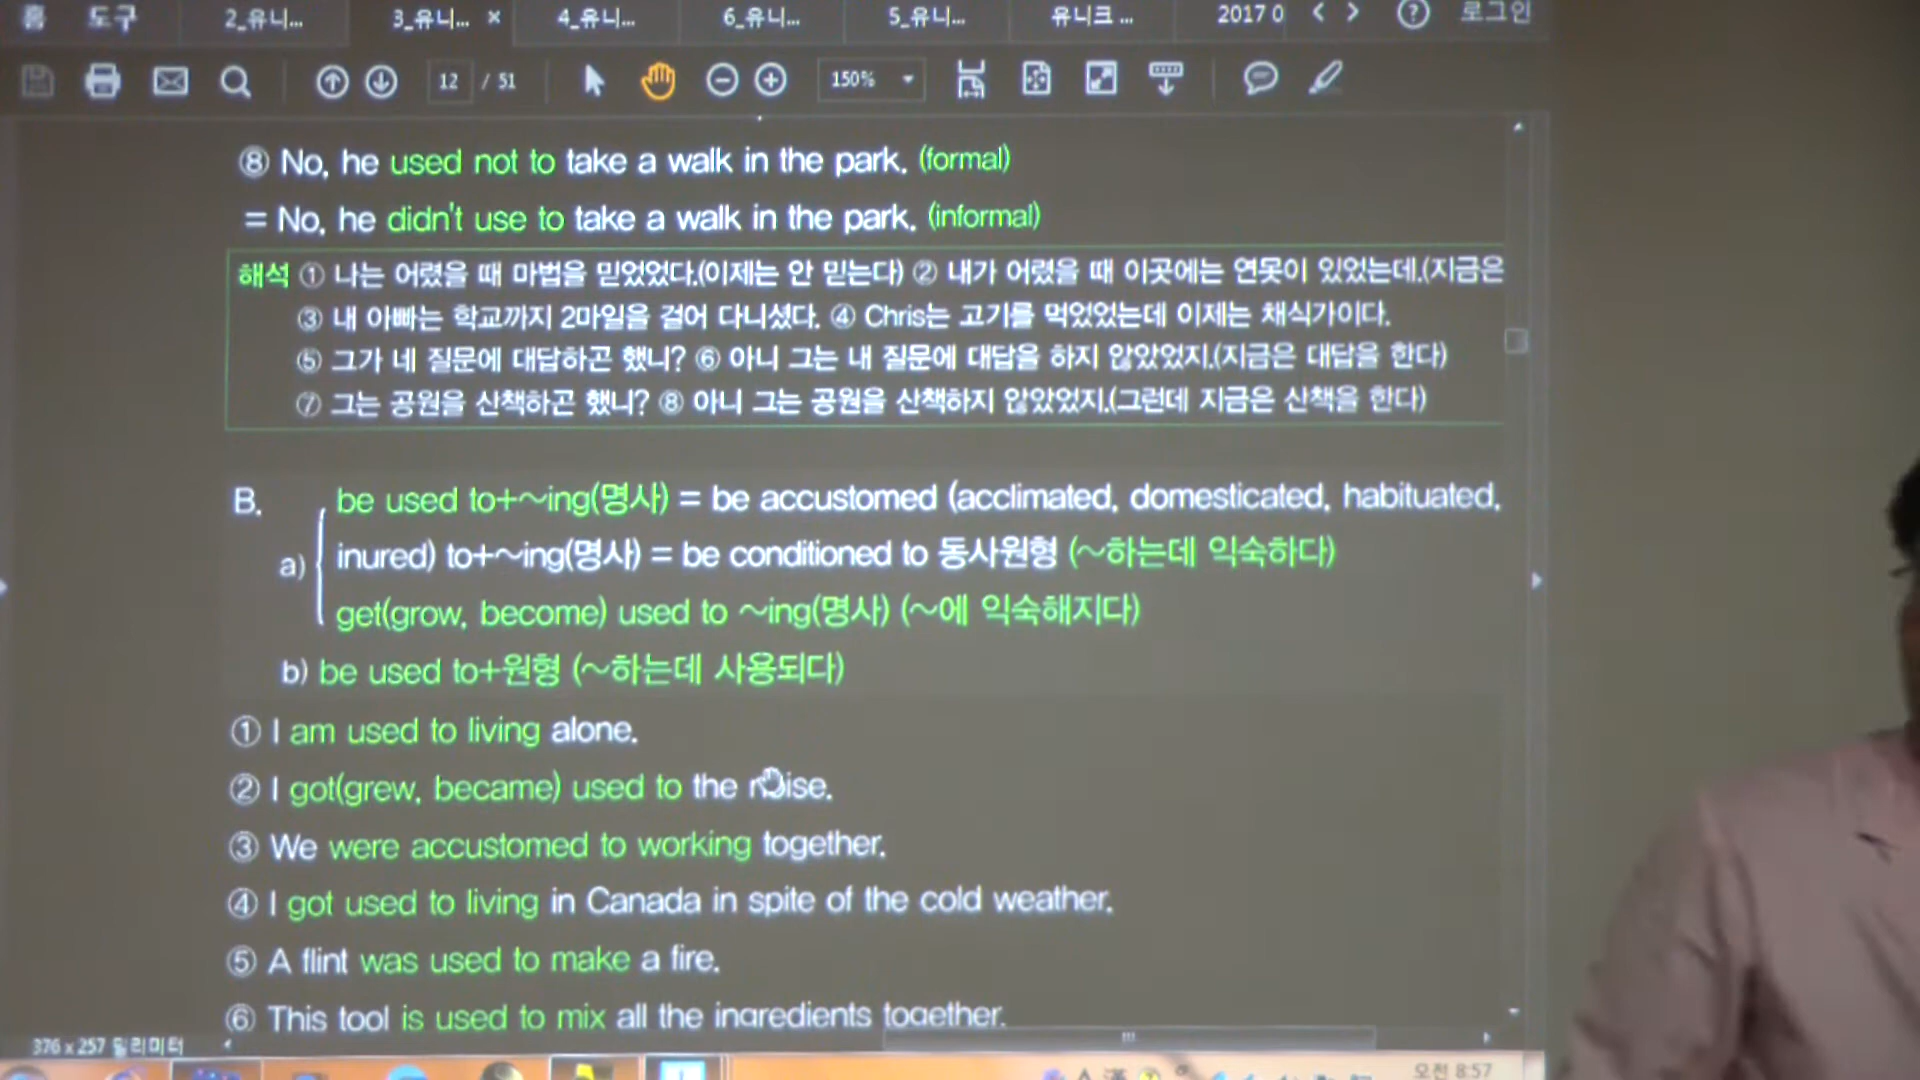 홈 도구 2_유니... 3_유니... × 4_유니... 6_유니... 5_유니... 유니크 ... 2017 0 ? 로그인
12 / 51 150%
⑧ No, he used not to take a walk in the park. (formal)
= No, he didn't use to take a walk in the park. (informal)
해석 ① 나는 어렸을 때 마법을 믿었었다.(이제는 안 믿는다) ② 내가 어렸을 때 이곳에는 연못이 있었는데.(지금은
③ 내 아빠는 학교까지 2마일을 걸어 다니셨다. ④ Chris는 고기를 먹었었는데 이제는 채식가이다.
⑤ 그가 네 질문에 대답하곤 했니? ⑥ 아니 그는 내 질문에 대답을 하지 않았었지.(지금은 대답을 한다)
⑦ 그는 공원을 산책하곤 했니? ⑧ 아니 그는 공원을 산책하지 않았었지.(그런데 지금은 산책을 한다)
B. be used to+～ing(명사) = be accustomed (acclimated, domesticated, habituated,
a) inured) to+～ing(명사) = be conditioned to 동사원형 (～하는데 익숙하다)
get(grow, become) used to ～ing(명사) (～에 익숙해지다)
b) be used to+원형 (～하는데 사용되다)
① I am used to living alone.
② I got(grew, became) used to the noise.
③ We were accustomed to working together.
④ I got used to living in Canada in spite of the cold weather.
⑤ A flint was used to make a fire.
⑥ This tool is used to mix all the ingredients together.
376 x 257 밀리미터
오전 8:57